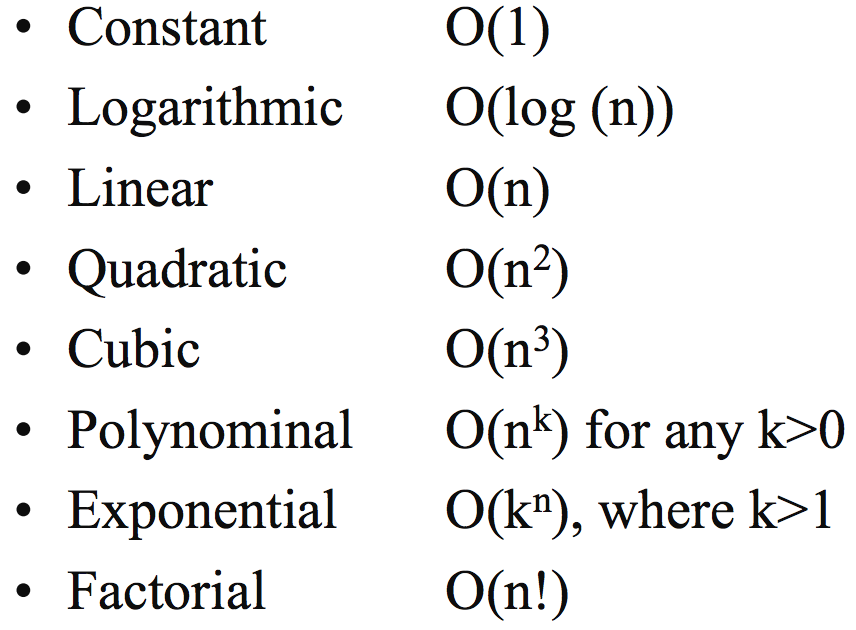 • Constant O(1)
• Logarithmic O(log (n))
• Linear O(n)
• Quadratic O(n²)
• Cubic O(n³)
• Polynominal O(nᵏ) for any k>0
• Exponential O(kⁿ), where k>1
• Factorial O(n!)